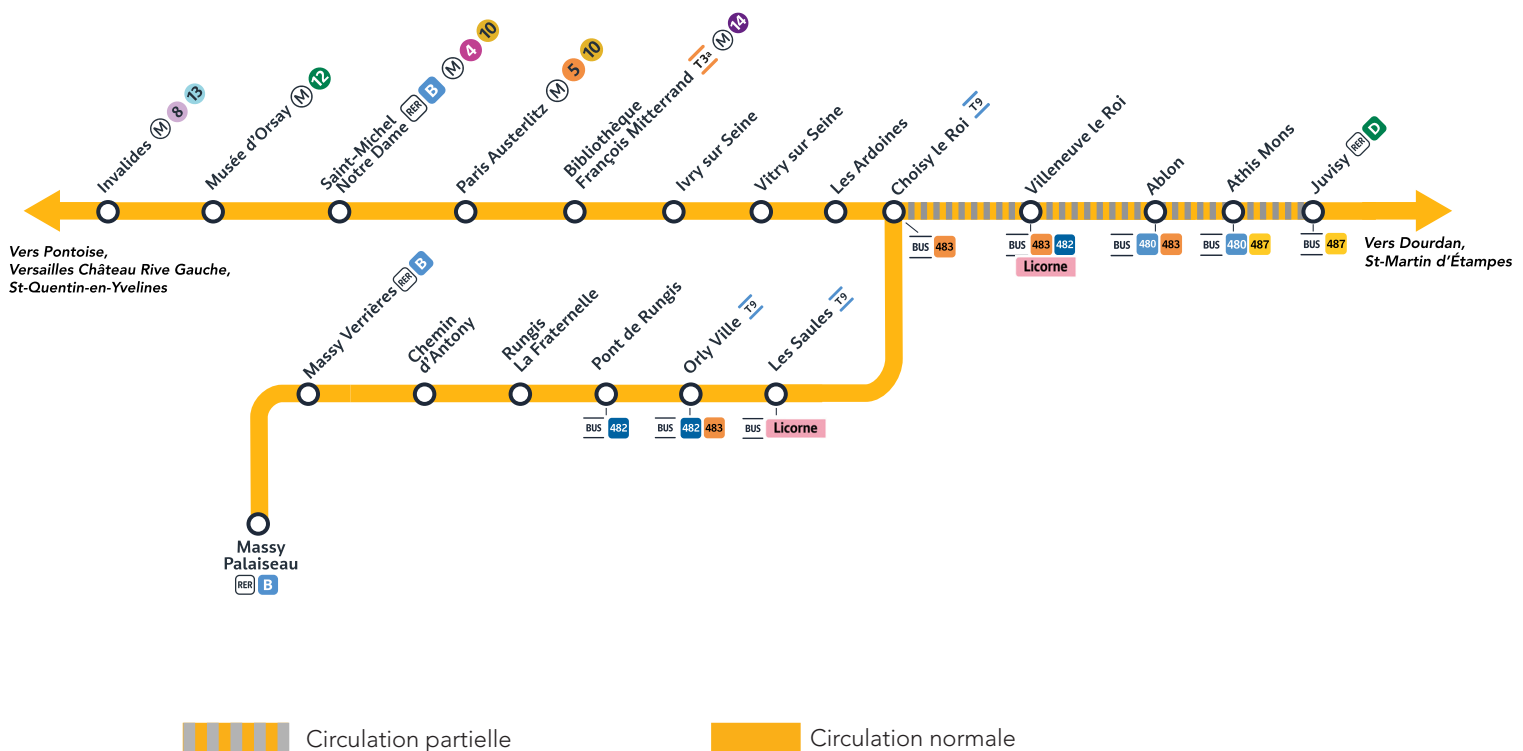 Invalides M 8 13
Musée d'Orsay M 12
Saint-Michel
Notre Dame RER B M 4 10
Paris Austerlitz M 5 10
Bibliothèque
François Mitterrand T3a M 14
Ivry sur Seine
Vitry sur Seine
Les Ardoines
Choisy le Roi T9
Villeneuve le Roi
Ablon
Athis Mons
Juvisy RER D
Vers Pontoise,
Versailles Château Rive Gauche,
St-Quentin-en-Yvelines
BUS 483
BUS 483 482
Licorne
BUS 480 483
BUS 480 487
BUS 487
Vers Dourdan,
St-Martin d'Étampes
Massy Verrières RER B
Chemin
d'Antony
Rungis
La Fraternelle
Pont de Rungis
Orly Ville T9
Les Saules T9
BUS 482
BUS 482 483
BUS Licorne
Massy
Palaiseau
RER B
Circulation partielle
Circulation normale